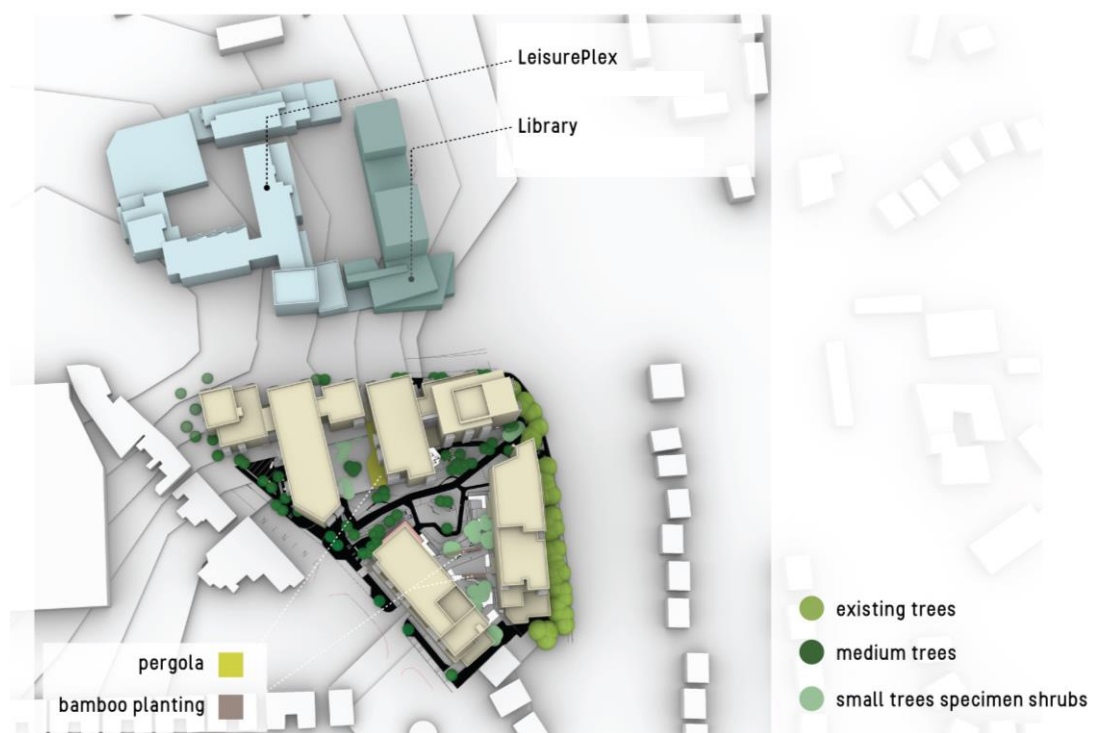 LeisurePlex
Library
existing trees
medium trees
small trees specimen shrubs
pergola
bamboo planting